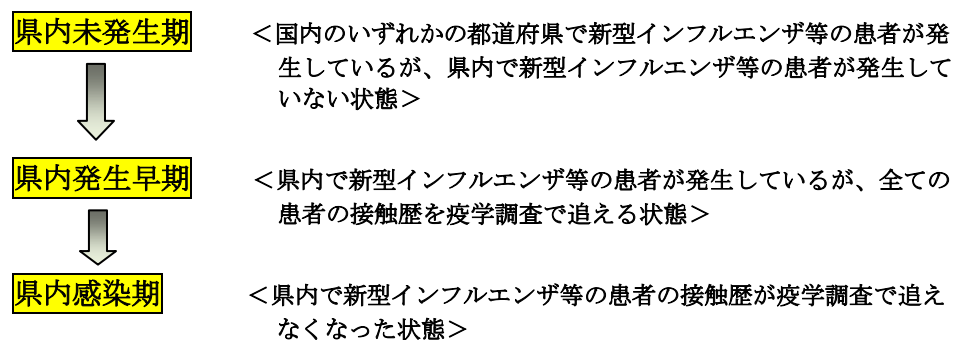 県内未発生期
＜国内のいずれかの都道府県で新型インフルエンザ等の患者が発
生しているが、県内で新型インフルエンザ等の患者が発生して
いない状態＞
県内発生早期
＜県内で新型インフルエンザ等の患者が発生しているが、全ての
患者の接触歴を疫学調査で追える状態＞
県内感染期
＜県内で新型インフルエンザ等の患者の接触歴が疫学調査で追え
なくなった状態＞